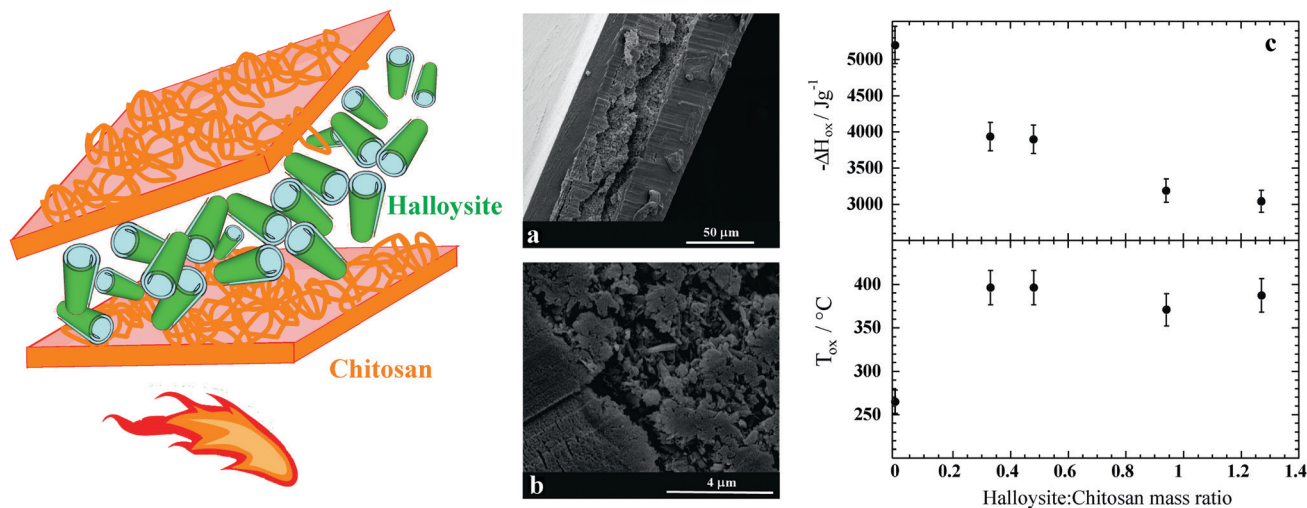 Halloysite
Chitosan
a
50 μm
b
4 μm
c
-ΔHox / Jg⁻¹
5000
4500
4000
3500
3000
Tox / °C
400
350
300
250
0
0.2
0.4
0.6
0.8
1
1.2
1.4
Halloysite:Chitosan mass ratio